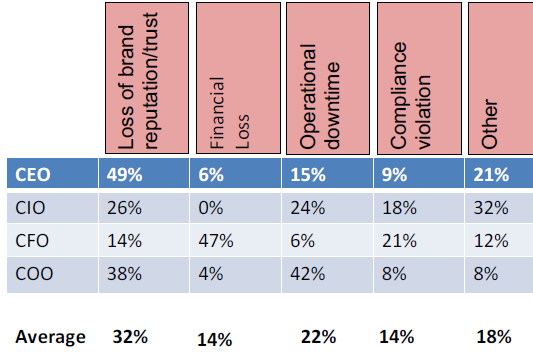 Loss of brand
reputation/trust
Financial
Loss
Operational
downtime
Compliance
violation
Other
CEO 49% 6% 15% 9% 21%
CIO 26% 0% 24% 18% 32%
CFO 14% 47% 6% 21% 12%
COO 38% 4% 42% 8% 8%
Average 32% 14% 22% 14% 18%